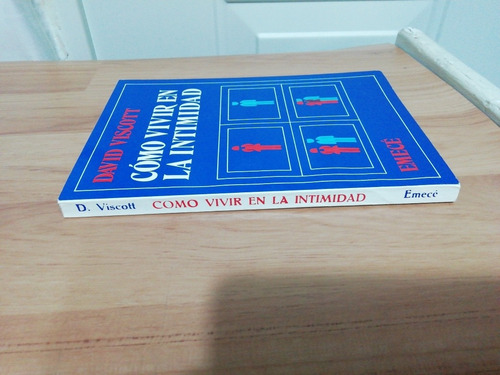 DAVID VISCOTT
CÓMO VIVIR EN
LA INTIMIDAD
EMECÉ
D. Viscott COMO VIVIR EN LA INTIMIDAD Emecé